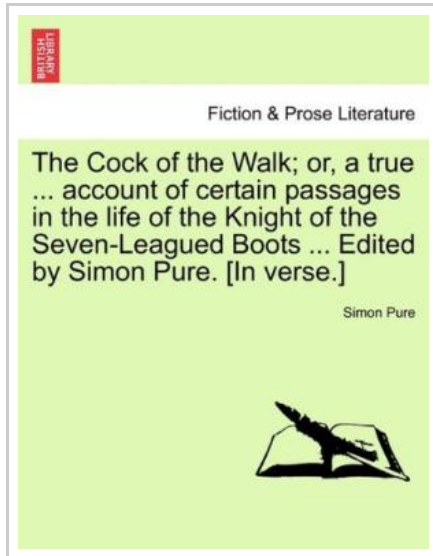 BRITISH
LIBRARY
Fiction & Prose Literature
The Cock of the Walk; or, a true
... account of certain passages
in the life of the Knight of the
Seven-Leagued Boots ... Edited
by Simon Pure. [In verse.]
Simon Pure